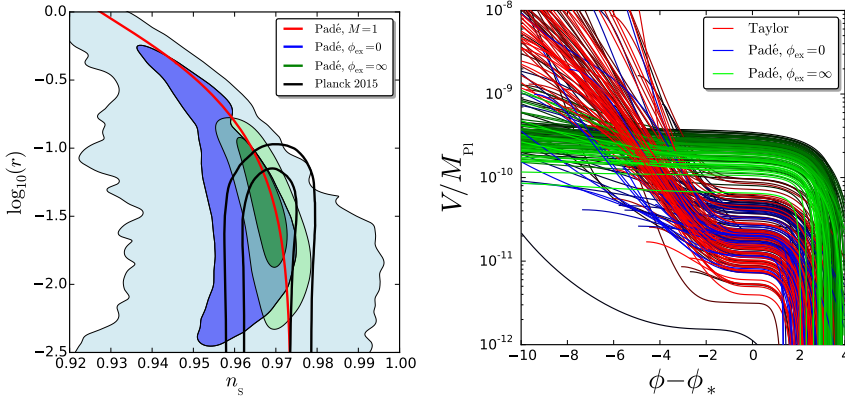 0.0
−0.5
−1.0
−1.5
−2.0
−2.5
log₁₀(r)
0.92 0.93 0.94 0.95 0.96 0.97 0.98 0.99 1.00
nₛ
Padé, M=1
Padé, ϕₑₓ=0
Padé, ϕₑₓ=∞
Planck 2015
10⁻⁸
10⁻⁹
10⁻¹⁰
10⁻¹¹
10⁻¹²
V/M_Pl
−10 −8 −6 −4 −2 0 2 4
ϕ−ϕ∗
Taylor
Padé, ϕₑₓ=0
Padé, ϕₑₓ=∞